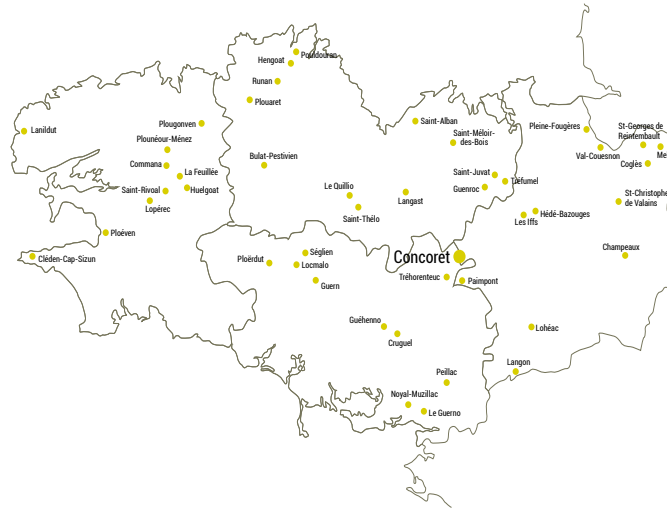 Pouldouran
Hengoat
Runan
Plouaret
Lanildut
Plougonven
Plounéour-Ménez
Commana
La Feuillée
Saint-Rivoal
Huelgoat
Lopérec
Bulat-Pestivien
Saint-Alban
Saint-Méloir-
des-Bois
Pleine-Fougères
St-Georges de
Reintembault
Val-Couesnon
Coglès
Saint-Juvat
Tréfumel
Guenroc
Le Quillio
Saint-Thélo
Langast
St-Christophe
de Valains
Hédé-Bazouges
Les Iffs
Ploéven
Cléden-Cap-Sizun
Ploërdut
Séglien
Locmalo
Guern
Concoret
Tréhorenteuc
Paimpont
Champeaux
Guéhenno
Cruguel
Lohéac
Langon
Peillac
Noyal-Muzillac
Le Guerno